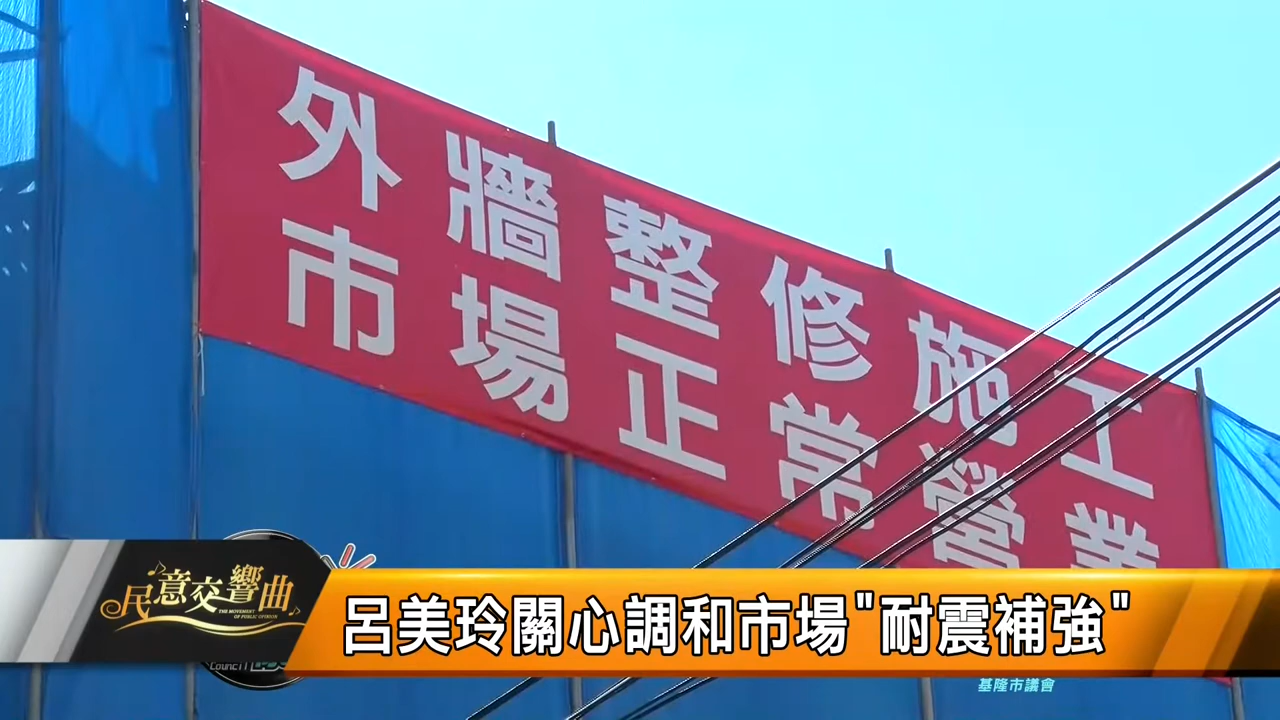 外牆整修施工
市場正常營業
民意交響曲
THE MOVEMENT
OF PUBLIC OPINION
呂美玲關心調和市場"耐震補強"
COUNCIL
基隆市議會